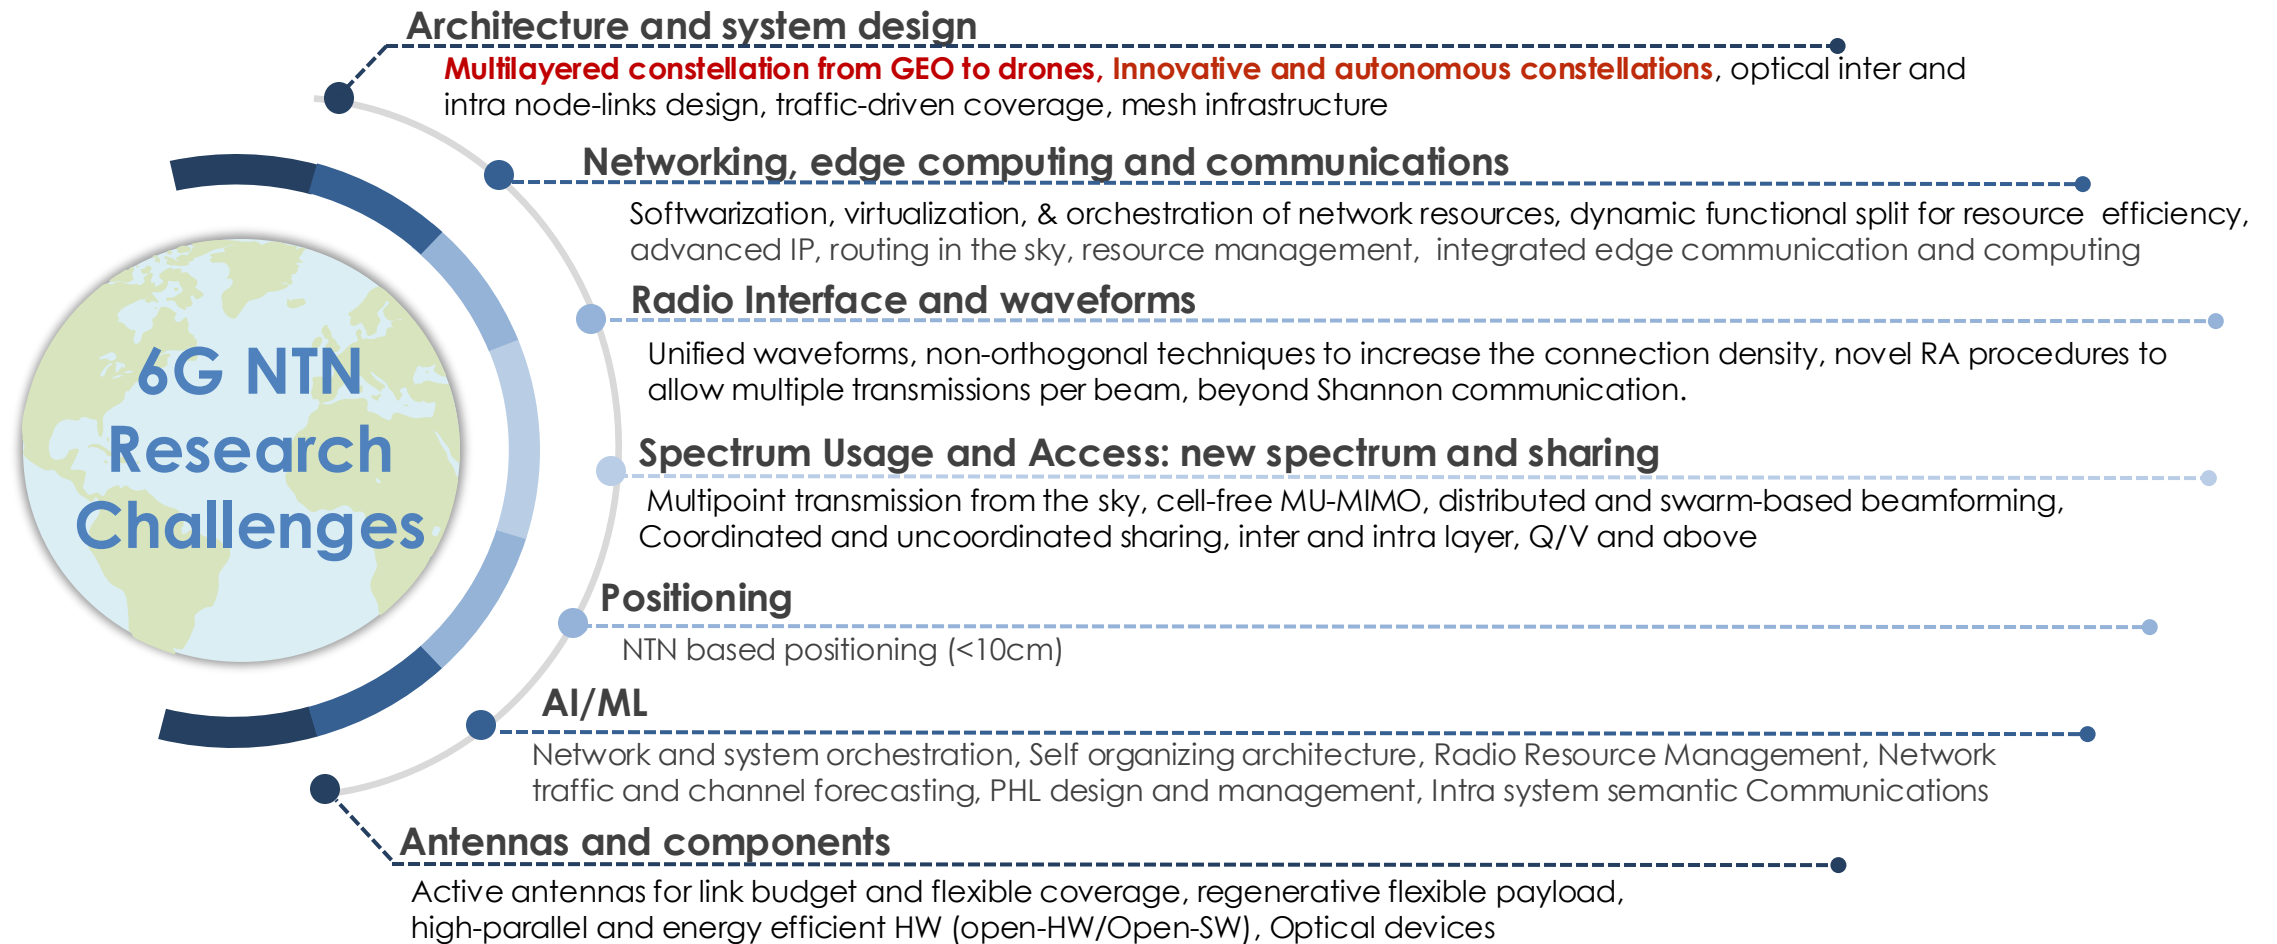 Architecture and system design
Multilayered constellation from GEO to drones, Innovative and autonomous constellations, optical inter and
intra node-links design, traffic-driven coverage, mesh infrastructure
Networking, edge computing and communications
Softwarization, virtualization, & orchestration of network resources, dynamic functional split for resource efficiency,
advanced IP, routing in the sky, resource management, integrated edge communication and computing
Radio Interface and waveforms
Unified waveforms, non-orthogonal techniques to increase the connection density, novel RA procedures to
allow multiple transmissions per beam, beyond Shannon communication.
6G NTN
Research
Challenges
Spectrum Usage and Access: new spectrum and sharing
Multipoint transmission from the sky, cell-free MU-MIMO, distributed and swarm-based beamforming,
Coordinated and uncoordinated sharing, inter and intra layer, Q/V and above
Positioning
NTN based positioning (<10cm)
AI/ML
Network and system orchestration, Self organizing architecture, Radio Resource Management, Network
traffic and channel forecasting, PHL design and management, Intra system semantic Communications
Antennas and components
Active antennas for link budget and flexible coverage, regenerative flexible payload,
high-parallel and energy efficient HW (open-HW/Open-SW), Optical devices